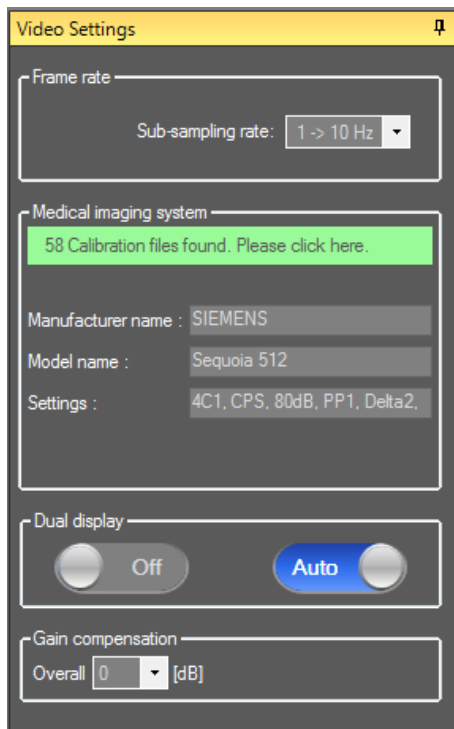 Video Settings
Frame rate
Sub-sampling rate: 1 -> 10 Hz
Medical imaging system
58 Calibration files found. Please click here.
Manufacturer name : SIEMENS
Model name : Sequoia 512
Settings : 4C1, CPS, 80dB, PP1, Delta2,
Dual display
Off Auto
Gain compensation
Overall 0 [dB]